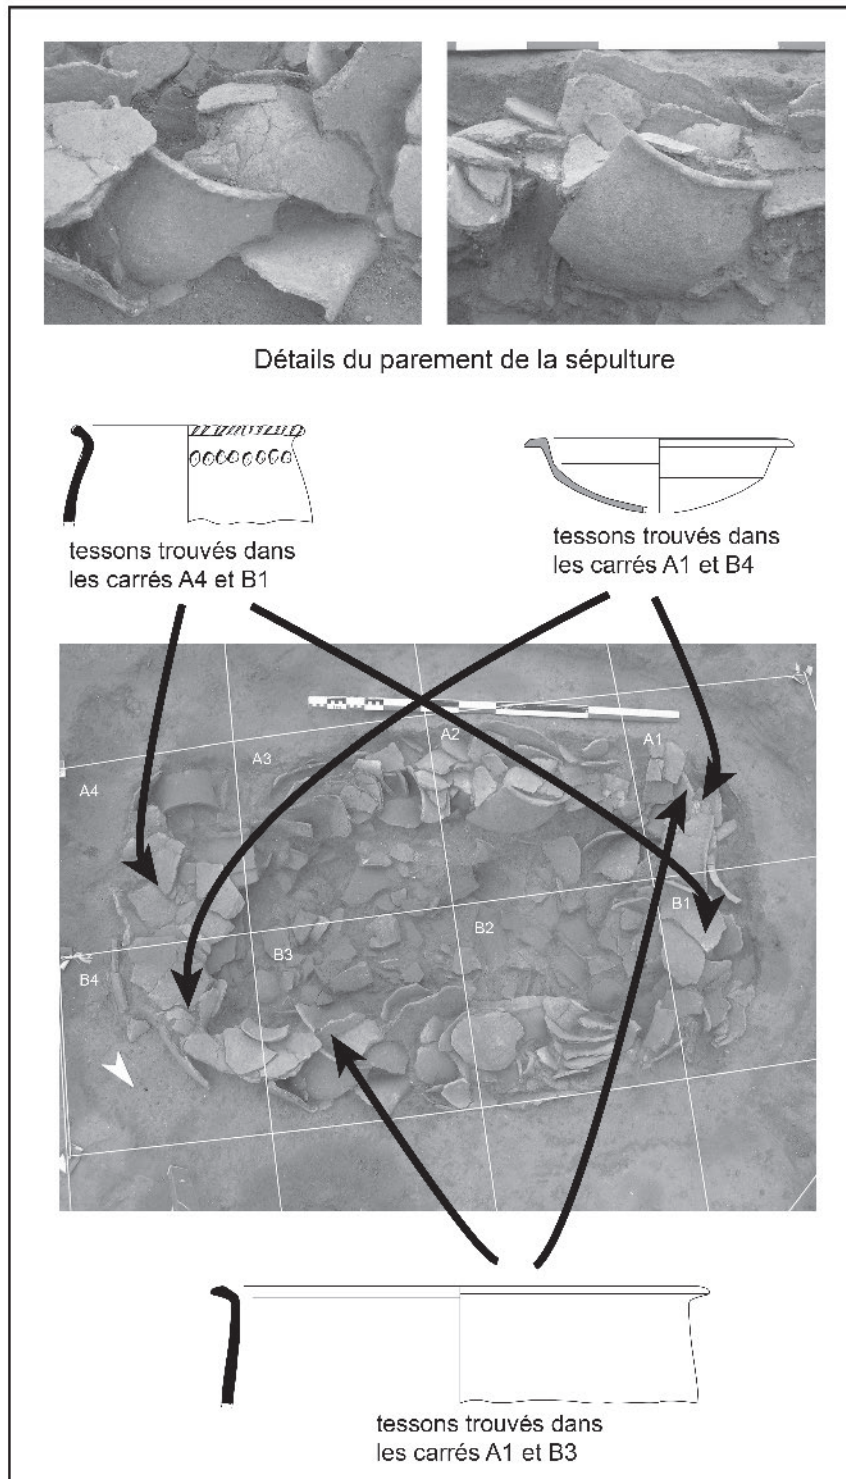 Détails du parement de la sépulture
tessons trouvés dans
les carrés A4 et B1
tessons trouvés dans
les carrés A1 et B4
A4
A3
A2
A1
B4
B3
B2
B1
tessons trouvés dans
les carrés A1 et B3